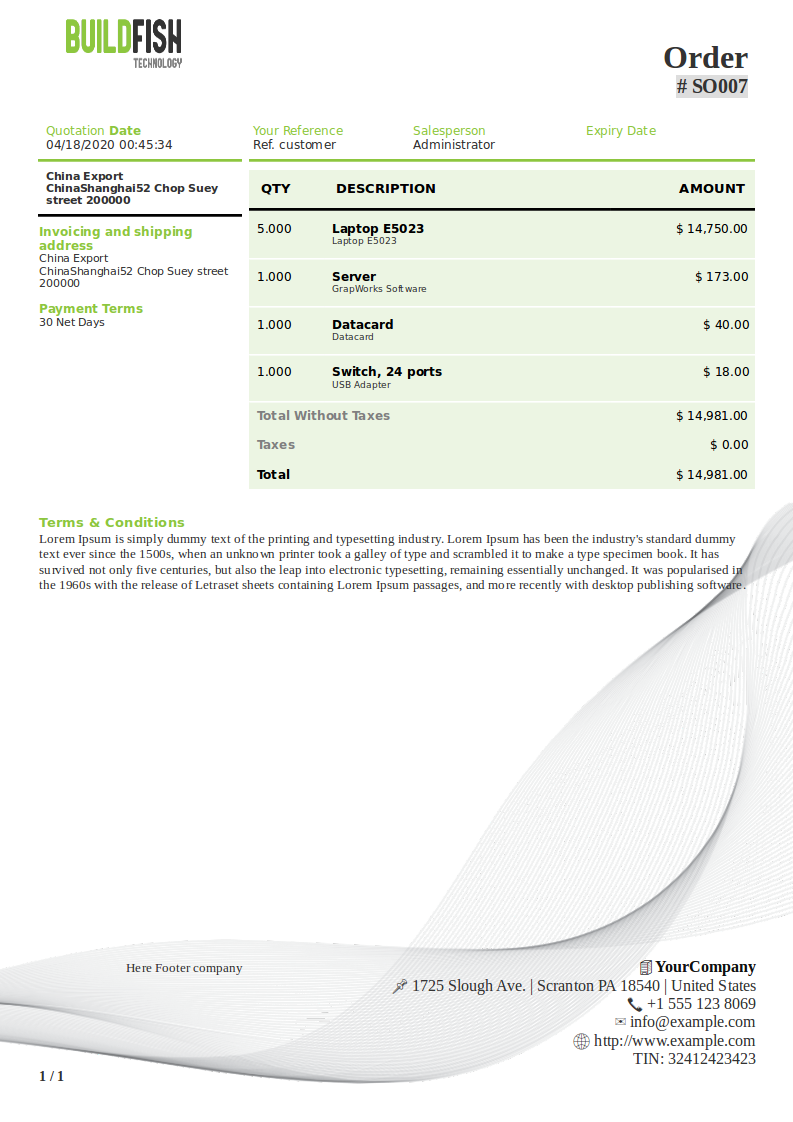 BUILDFISH
TECHNOLOGY
Order
# SO007
Quotation Date
04/18/2020 00:45:34
Your Reference
Ref. customer
Salesperson
Administrator
Expiry Date
China Export
ChinaShanghai52 Chop Suey
street 200000
Invoicing and shipping
address
China Export
ChinaShanghai52 Chop Suey street
200000
Payment Terms
30 Net Days
QTY DESCRIPTION AMOUNT
5.000 Laptop E5023 $ 14,750.00
Laptop E5023
1.000 Server $ 173.00
GrapWorks Software
1.000 Datacard $ 40.00
Datacard
1.000 Switch, 24 ports $ 18.00
USB Adapter
Total Without Taxes $ 14,981.00
Taxes $ 0.00
Total $ 14,981.00
Terms & Conditions
Lorem Ipsum is simply dummy text of the printing and typesetting industry. Lorem Ipsum has been the industry's standard dummy
text ever since the 1500s, when an unknown printer took a galley of type and scrambled it to make a type specimen book. It has
survived not only five centuries, but also the leap into electronic typesetting, remaining essentially unchanged. It was popularised in
the 1960s with the release of Letraset sheets containing Lorem Ipsum passages, and more recently with desktop publishing software.
Here Footer company
YourCompany
1725 Slough Ave. | Scranton PA 18540 | United States
+1 555 123 8069
info@example.com
http://www.example.com
TIN: 32412423423
1 / 1